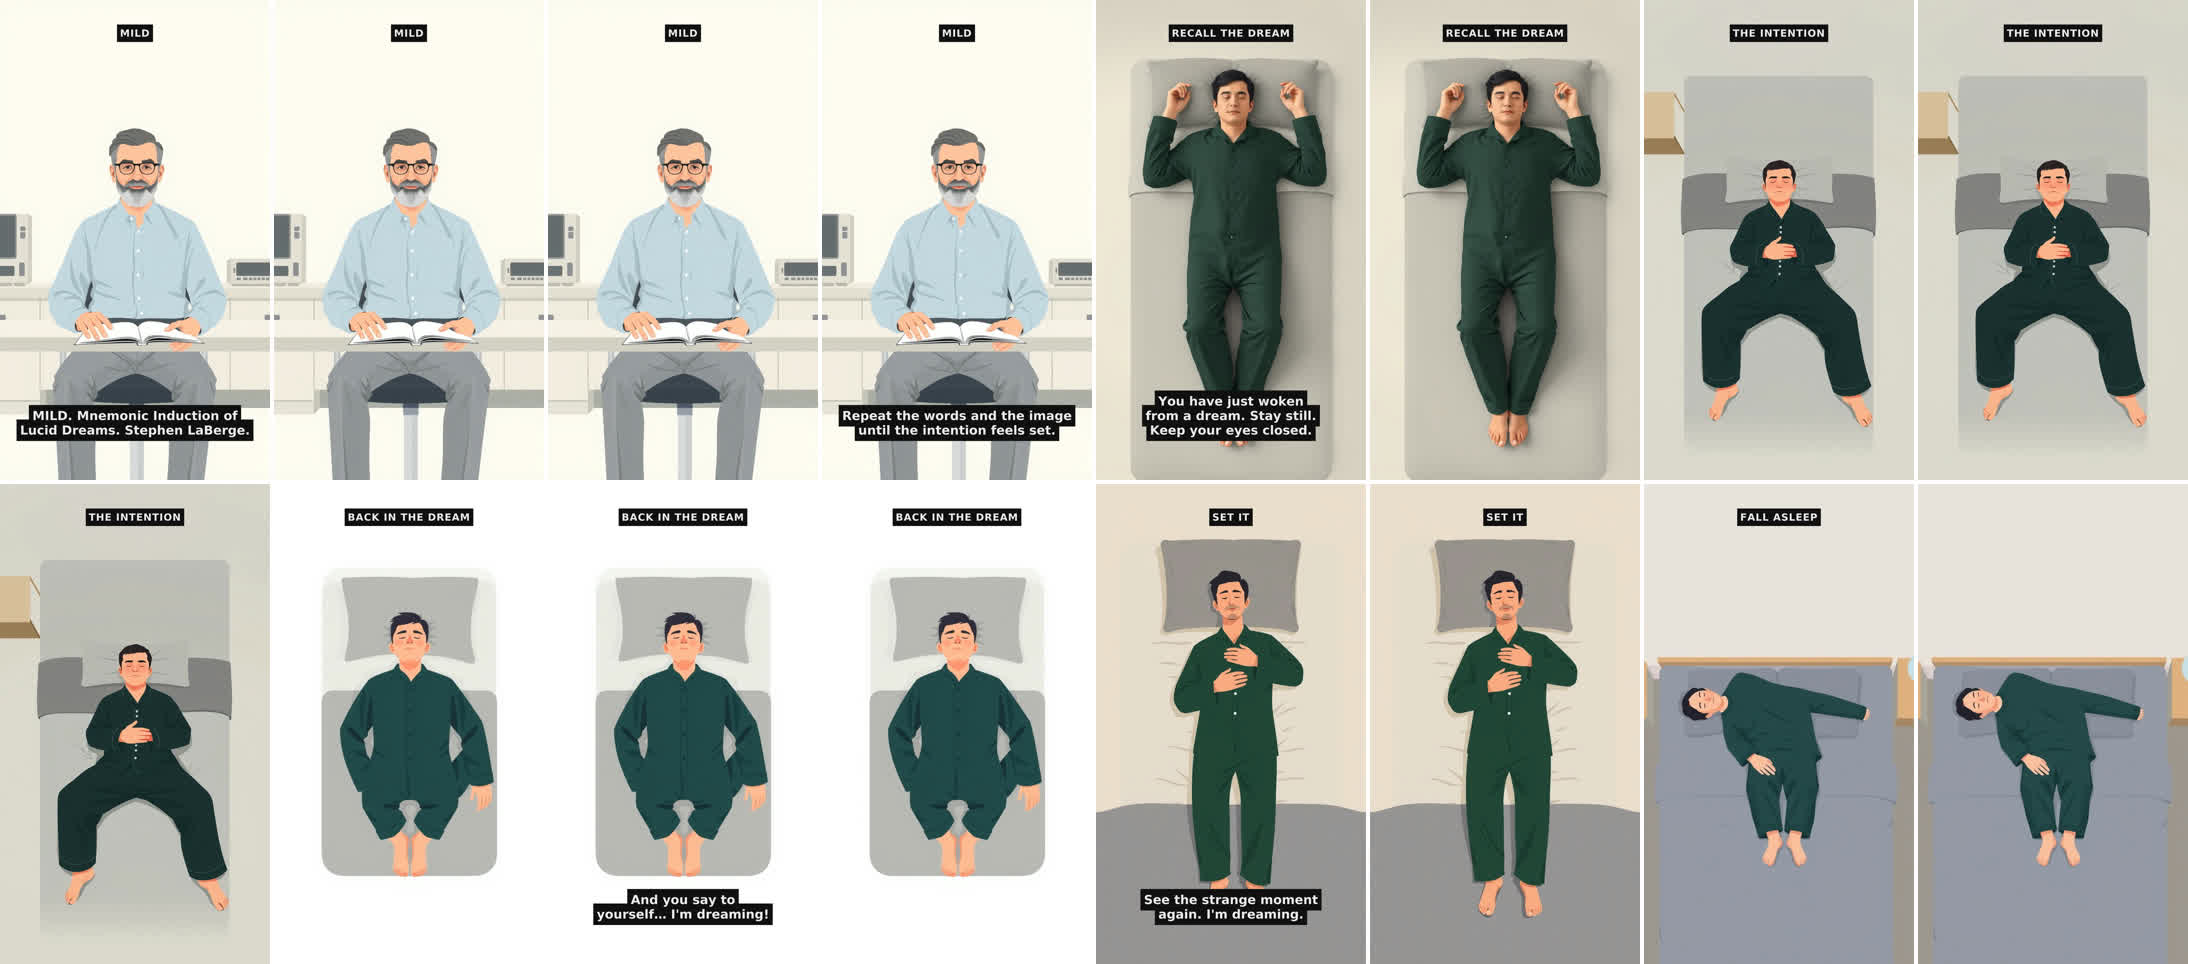 MILD
MILD. Mnemonic Induction of
Lucid Dreams. Stephen LaBerge.
MILD
MILD
MILD
Repeat the words and the image
until the intention feels set.
RECALL THE DREAM
You have just woken
from a dream. Stay still.
Keep your eyes closed.
RECALL THE DREAM
THE INTENTION
THE INTENTION
THE INTENTION
BACK IN THE DREAM
BACK IN THE DREAM
And you say to
yourself... I'm dreaming!
BACK IN THE DREAM
SET IT
See the strange moment
again. I'm dreaming.
SET IT
FALL ASLEEP